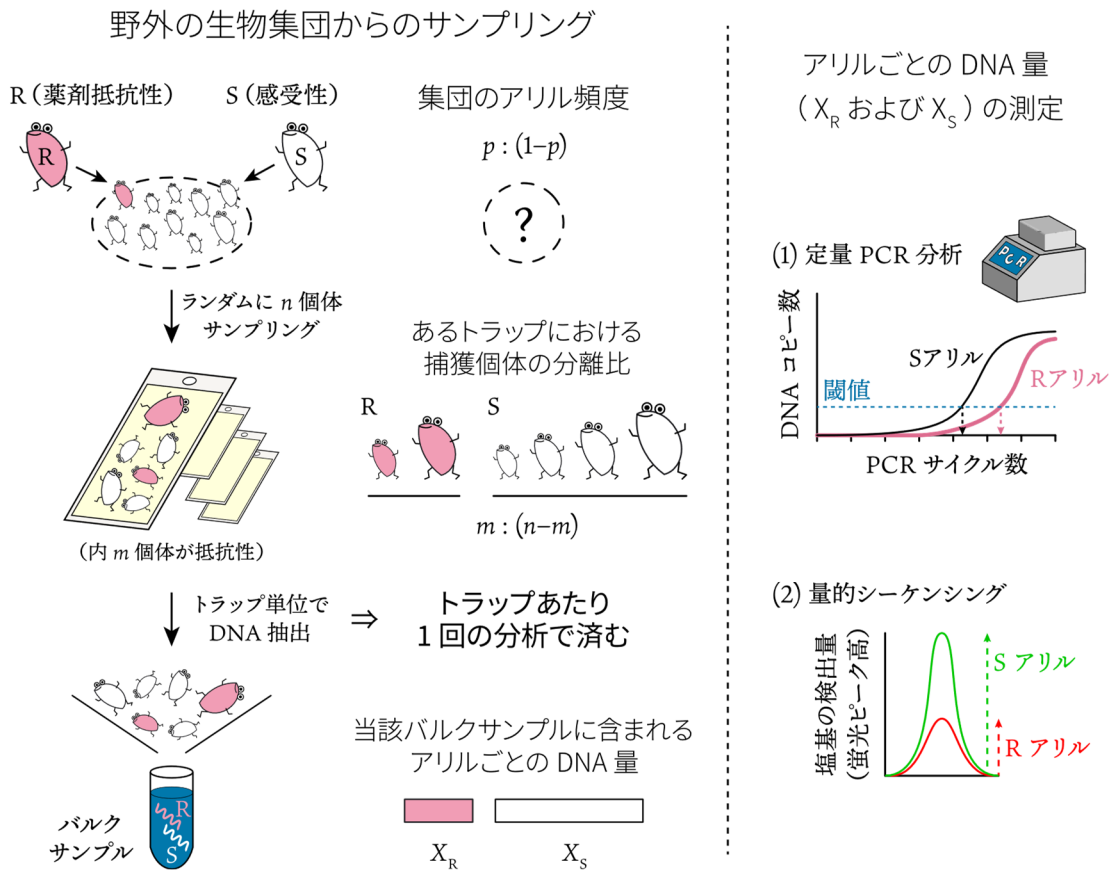 野外の生物集団からのサンプリング
R（薬剤抵抗性）
S（感受性）
R
S
集団のアリル頻度
p : (1−p)
?
ランダムに n 個体
サンプリング
あるトラップにおける
捕獲個体の分離比
R
S
m : (n−m)
（内 m 個体が抵抗性）
トラップ単位で
DNA 抽出
⇒
トラップあたり
1 回の分析で済む
当該バルクサンプルに含まれる
アリルごとの DNA 量
バルク
サンプル
R
S
XR
XS
アリルごとの DNA 量
（ XR および XS ）の測定
(1) 定量 PCR 分析
PCR
DNA コピー数
Sアリル
Rアリル
閾値
PCR サイクル数
(2) 量的シーケンシング
塩基の検出量
（蛍光ピーク高）
S アリル
R アリル